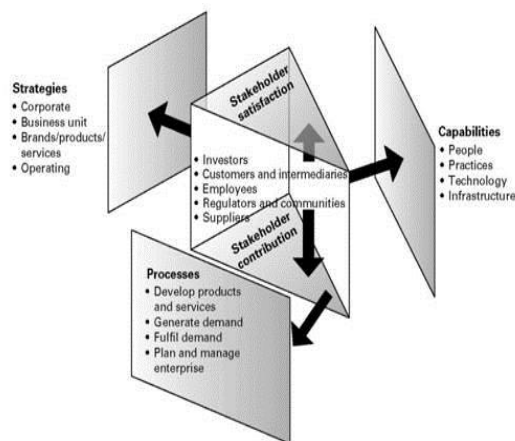 Strategies
• Corporate
• Business unit
• Brands/products/
services
• Operating
Stakeholder
satisfaction
• Investors
• Customers and intermediaries
• Employees
• Regulators and communities
• Suppliers
Stakeholder
contribution
Capabilities
• People
• Practices
• Technology
• Infrastructure
Processes
• Develop products
and services
• Generate demand
• Fulfil demand
• Plan and manage
enterprise